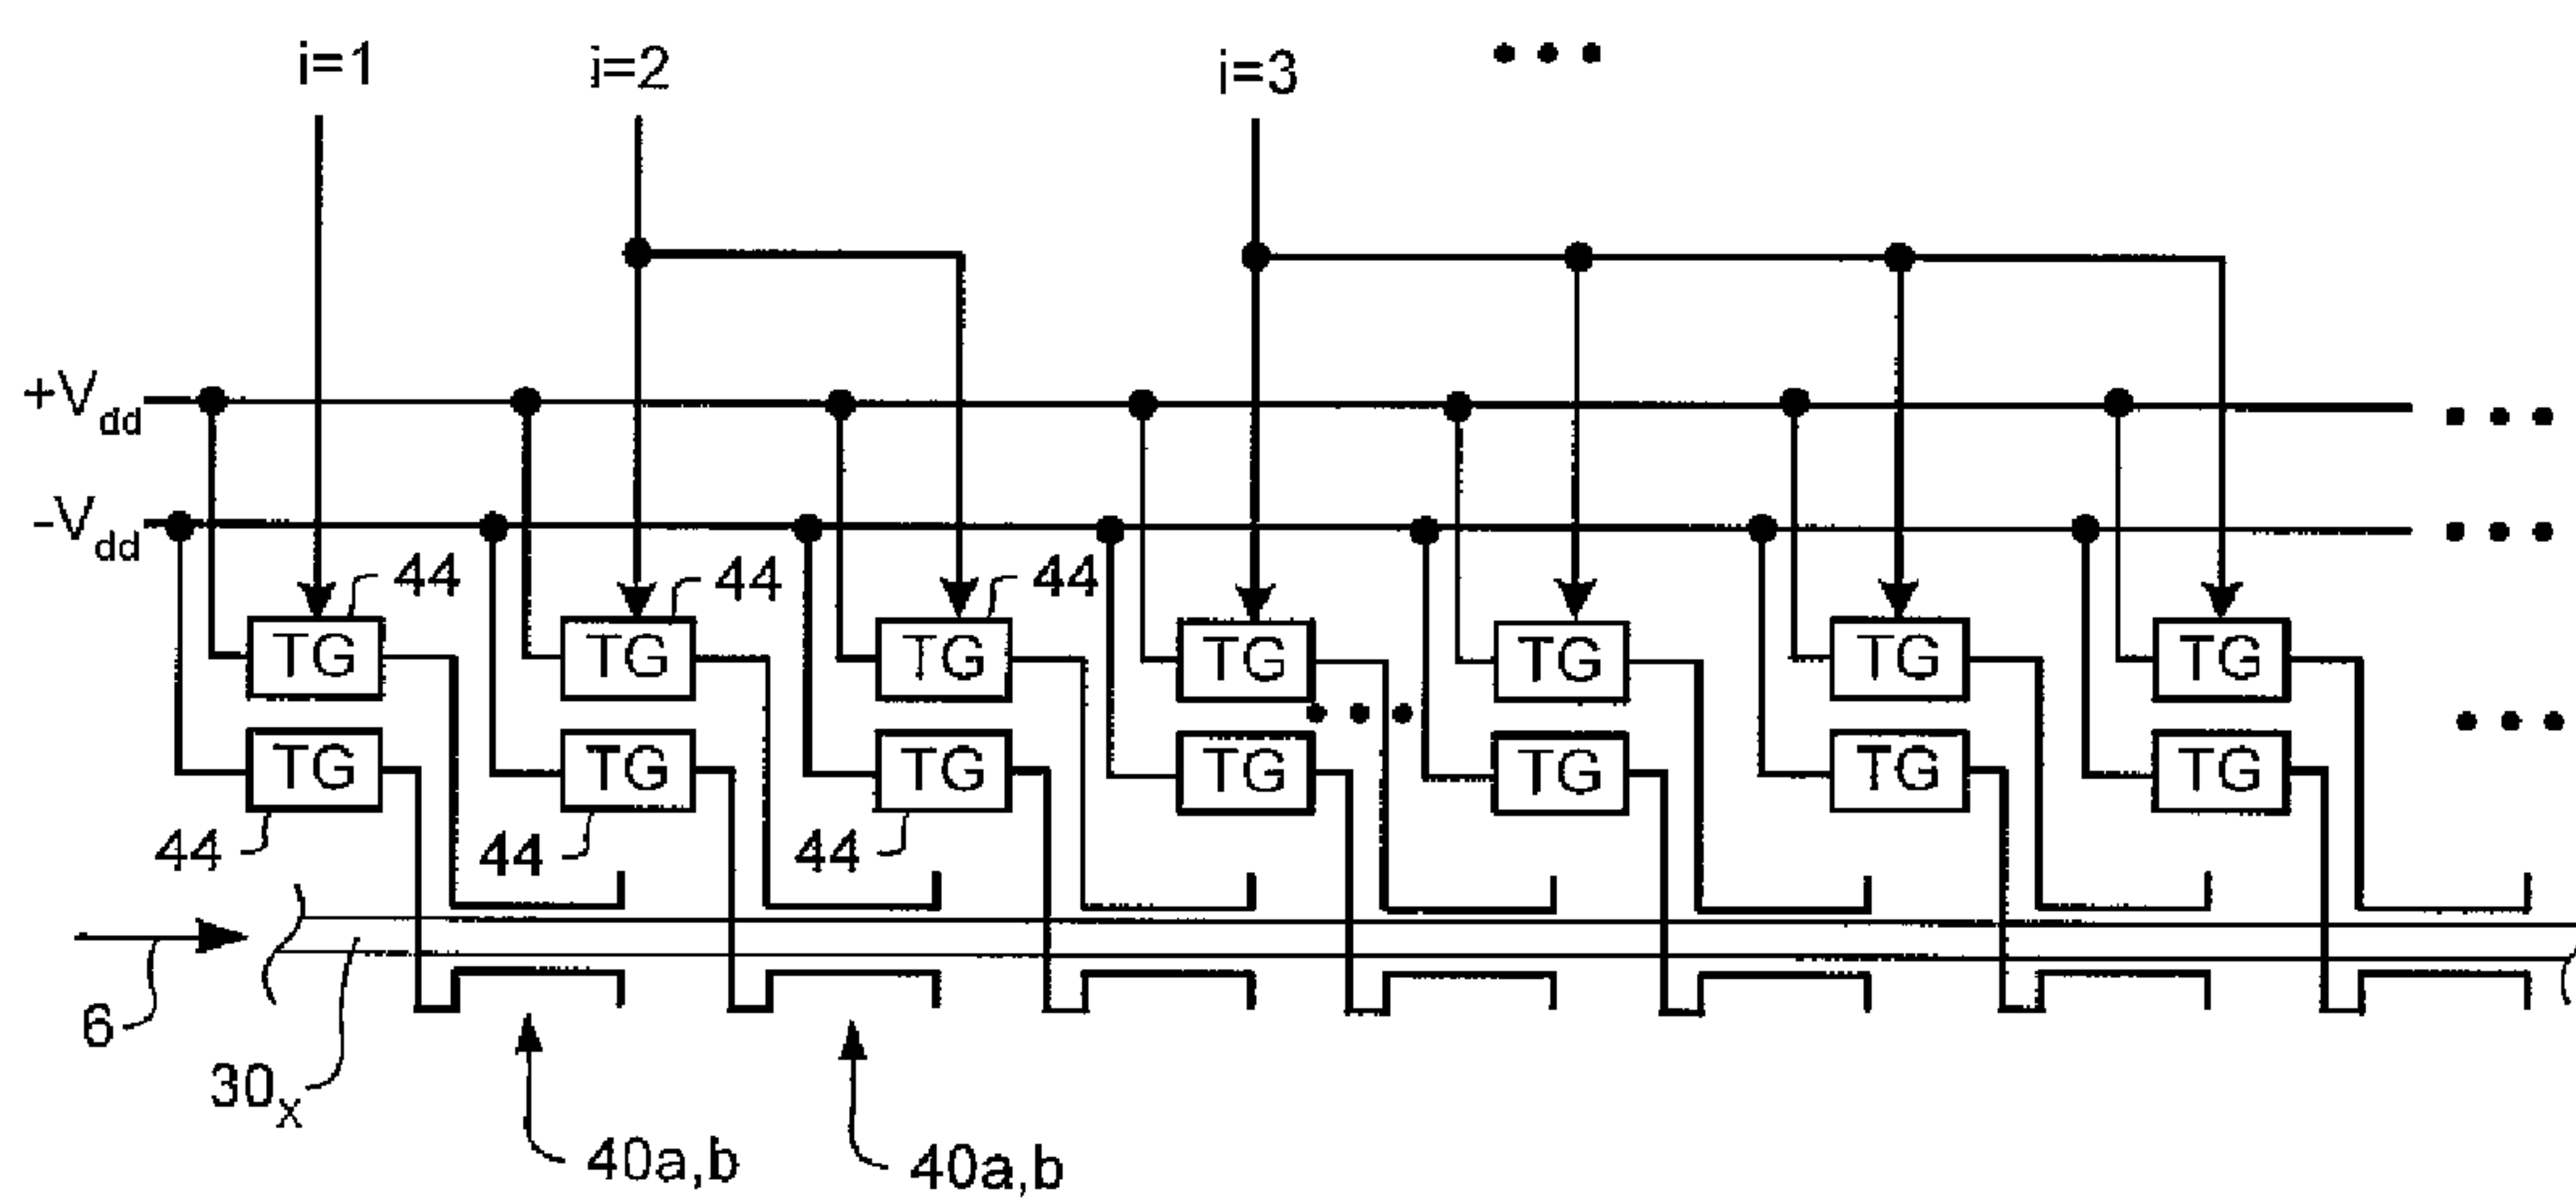 i=1 i=2 i=3 • • •
+Vdd • • •
-Vdd • • •
44 44 44
TG TG TG TG TG TG TG
• • • • • •
TG TG TG TG TG TG TG
44 44 44
6
30x
40a,b 40a,b